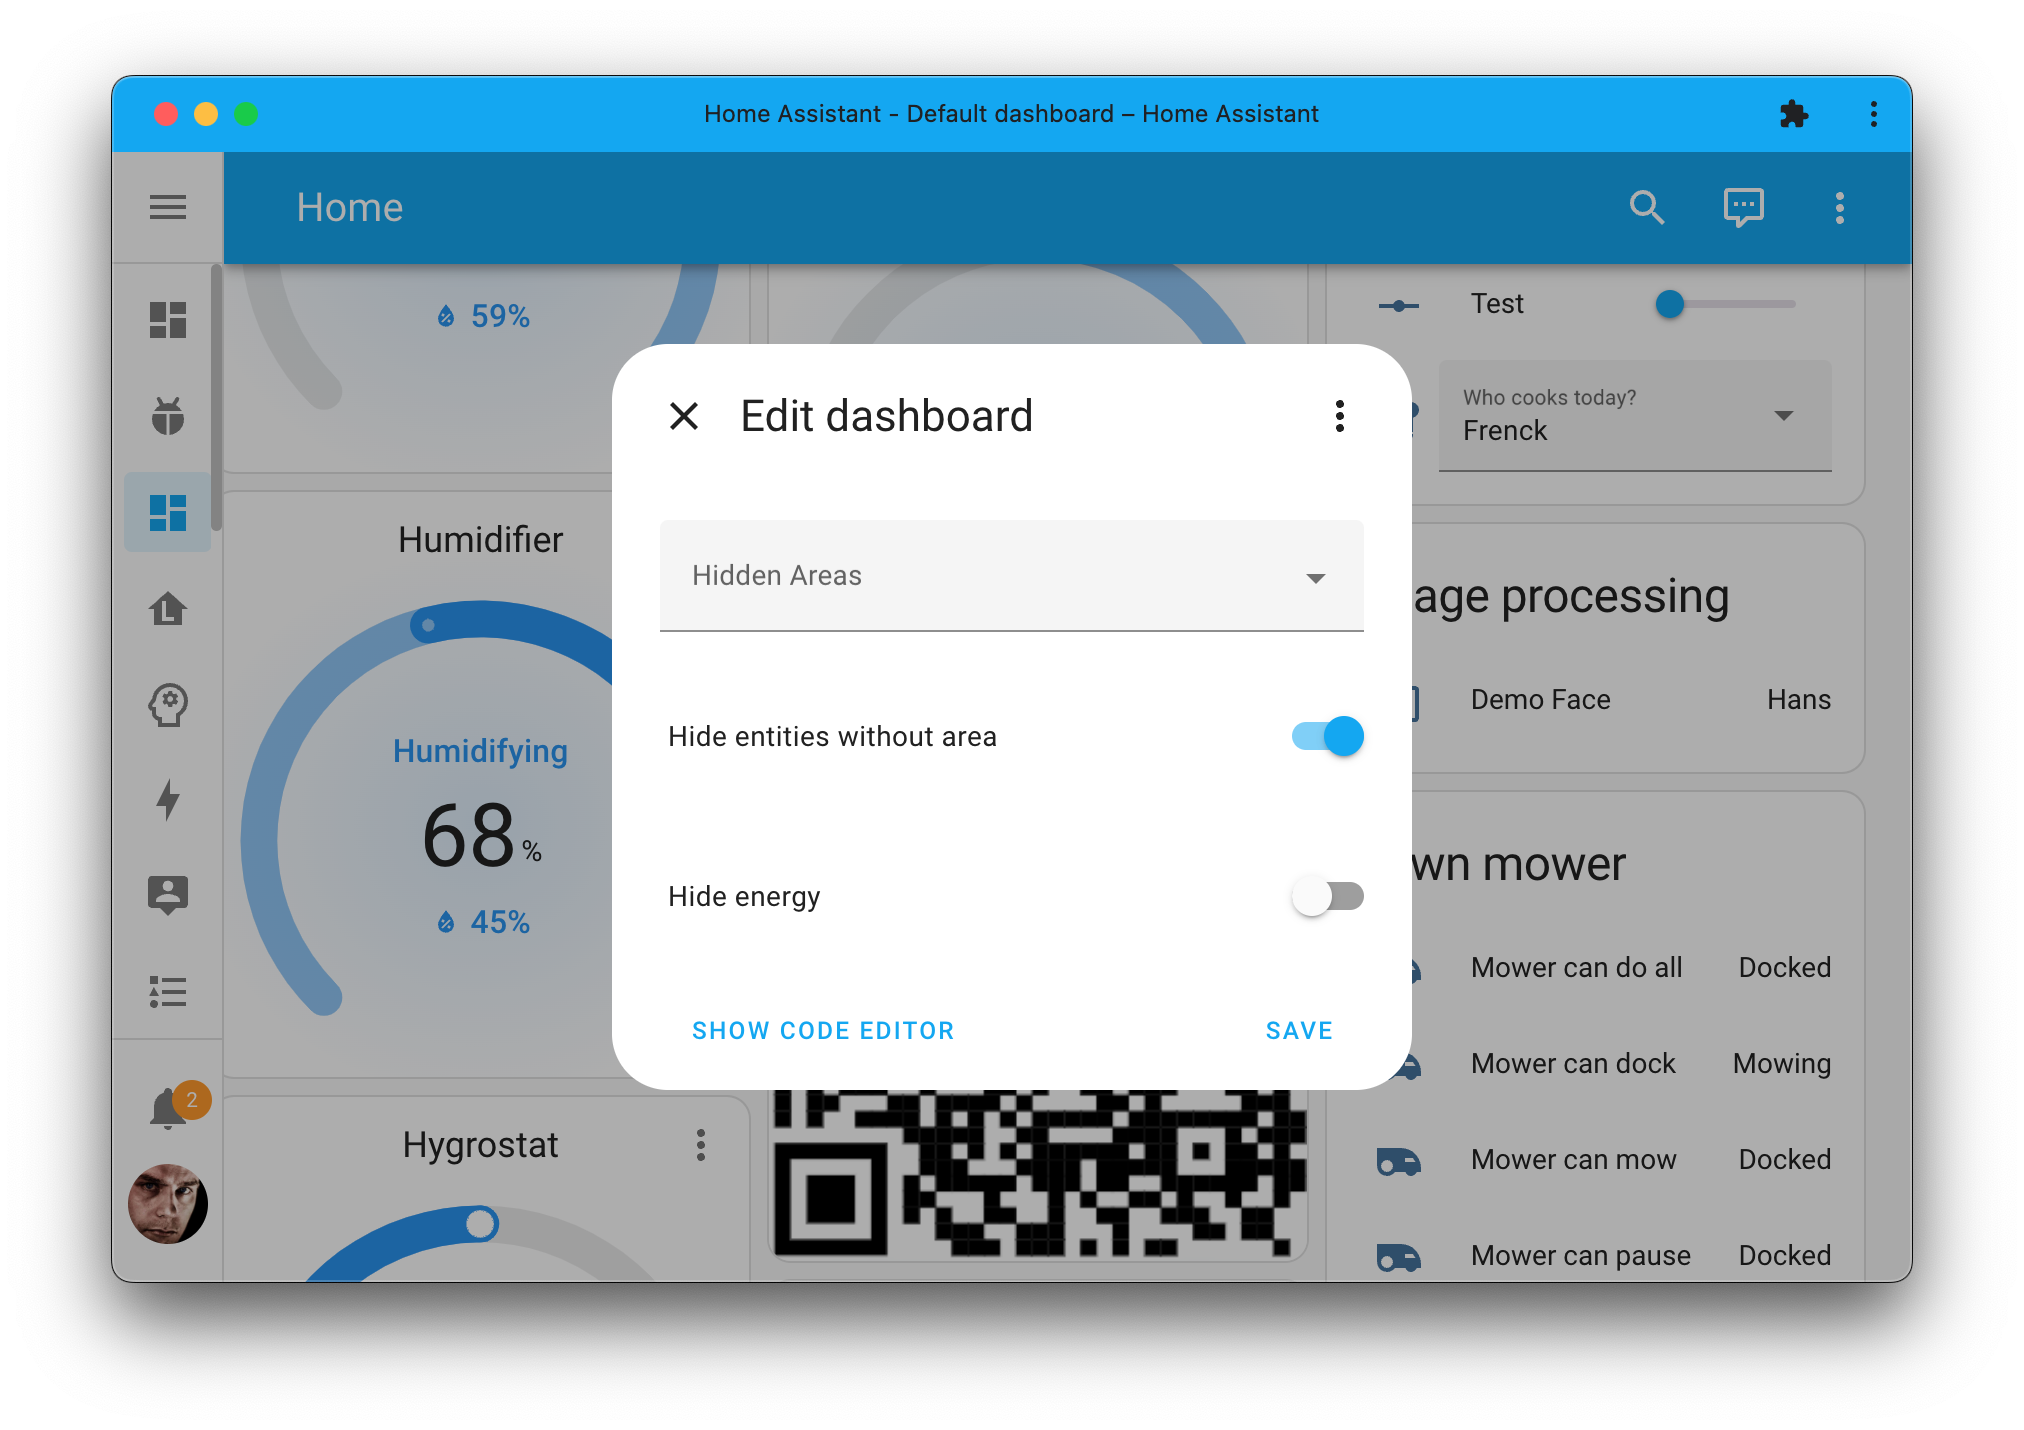 Home Assistant - Default dashboard – Home Assistant
Home
59%
Test
Who cooks today?
Frenck
Edit dashboard
Hidden Areas
Hide entities without area
Hide energy
SHOW CODE EDITOR
SAVE
Humidifier
Humidifying
68 %
45%
Hygrostat
2
age processing
Demo Face Hans
wn mower
Mower can do all Docked
Mower can dock Mowing
Mower can mow Docked
Mower can pause Docked